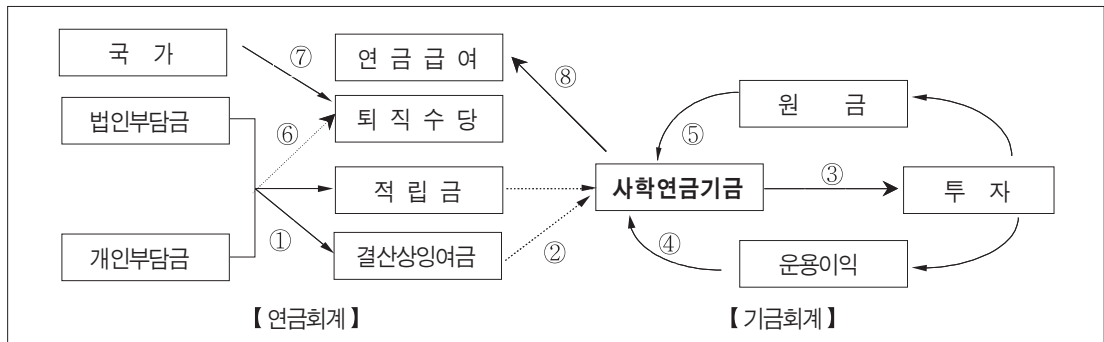 국 가
⑦
연 금 급 여
⑧
원 금
법인부담금
⑥
퇴 직 수 당
⑤
적 립 금
사학연금기금
③
투 자
개인부담금
①
결산상잉여금
②
④
운용이익
【 연금회계 】
【 기금회계 】